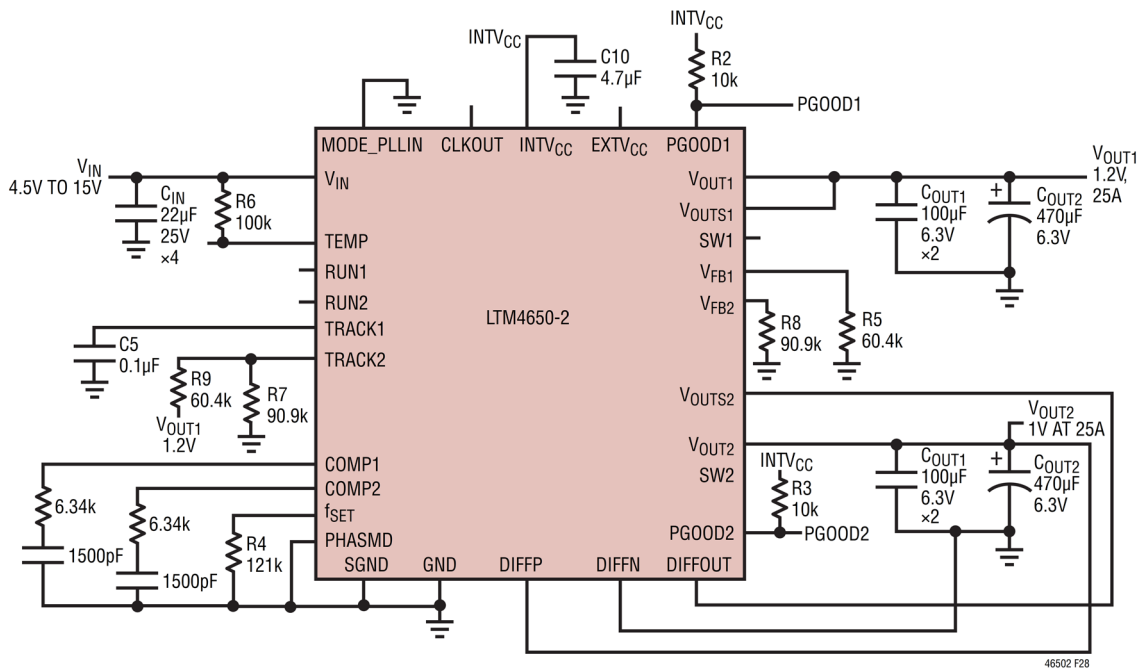 INTVCC
C10
4.7µF
INTVCC
R2
10k
PGOOD1
MODE_PLLIN
CLKOUT
INTVCC
EXTVCC
PGOOD1
VIN
4.5V TO 15V
CIN
22µF
25V
×4
R6
100k
VIN
TEMP
RUN1
RUN2
TRACK1
TRACK2
C5
0.1µF
R9
60.4k
VOUT1
1.2V
R7
90.9k
COMP1
COMP2
fSET
PHASMD
6.34k
1500pF
6.34k
1500pF
R4
121k
SGND
GND
DIFFP
DIFFN
DIFFOUT
LTM4650-2
VOUT1
VOUTS1
SW1
VFB1
VFB2
VOUTS2
VOUT2
SW2
PGOOD2
VOUT1
1.2V,
25A
COUT1
100µF
6.3V
×2
COUT2
470µF
6.3V
R8
90.9k
R5
60.4k
VOUT2
1V AT 25A
INTVCC
R3
10k
PGOOD2
COUT1
100µF
6.3V
×2
COUT2
470µF
6.3V
46502 F28